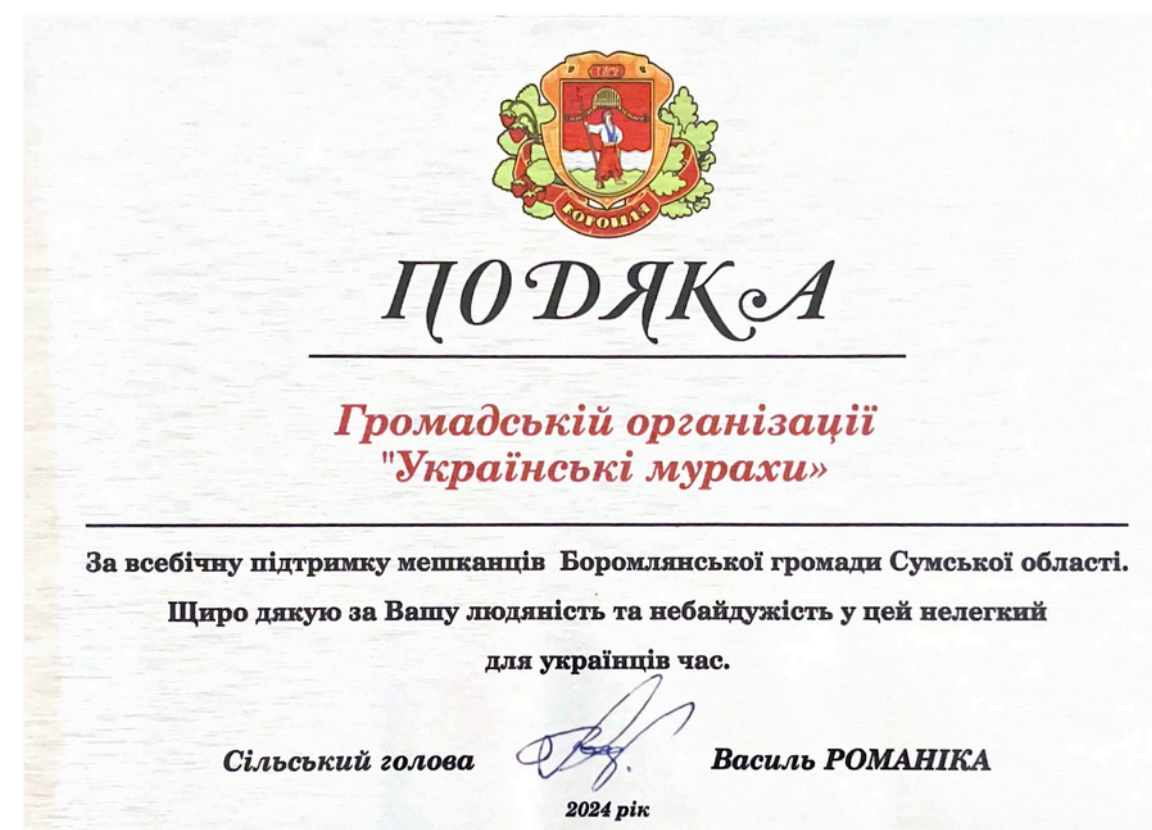 БОРОМЛЯ
ПОДЯКА
Громадській організації
"Українські мурахи»
За всебічну підтримку мешканців Боромлянської громади Сумської області.
Щиро дякую за Вашу людяність та небайдужість у цей нелегкий
для українців час.
Сільський голова Василь РОМАНІКА
2024 рік